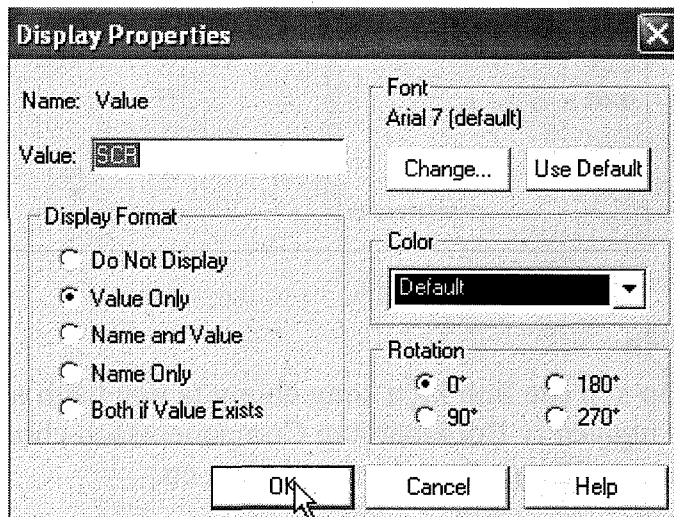 Display Properties
Name: Value
Value: SCR
Display Format
Do Not Display
Value Only
Name and Value
Name Only
Both if Value Exists
Font
Arial 7 (default)
Change... Use Default
Color
Default
Rotation
0° 180°
90° 270°
OK Cancel Help